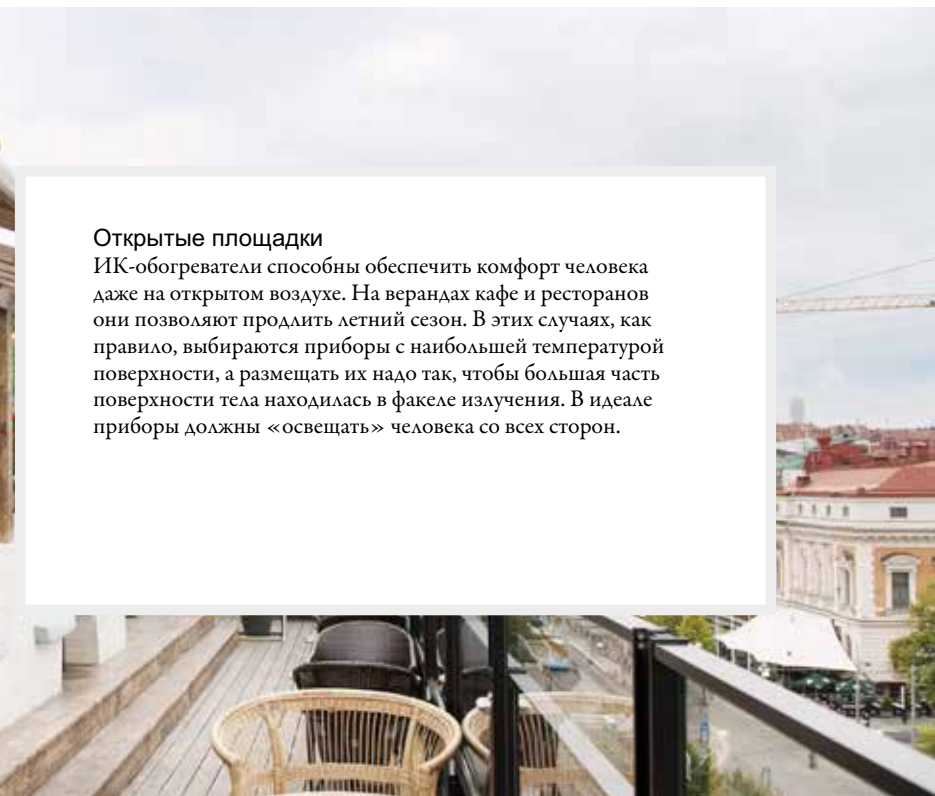 Открытые площадки
ИК-обогреватели способны обеспечить комфорт человека
даже на открытом воздухе. На верандах кафе и ресторанов
они позволяют продлить летний сезон. В этих случаях, как
правило, выбираются приборы с наибольшей температурой
поверхности, а размещать их надо так, чтобы большая часть
поверхности тела находилась в факеле излучения. В идеале
приборы должны «освещать» человека со всех сторон.